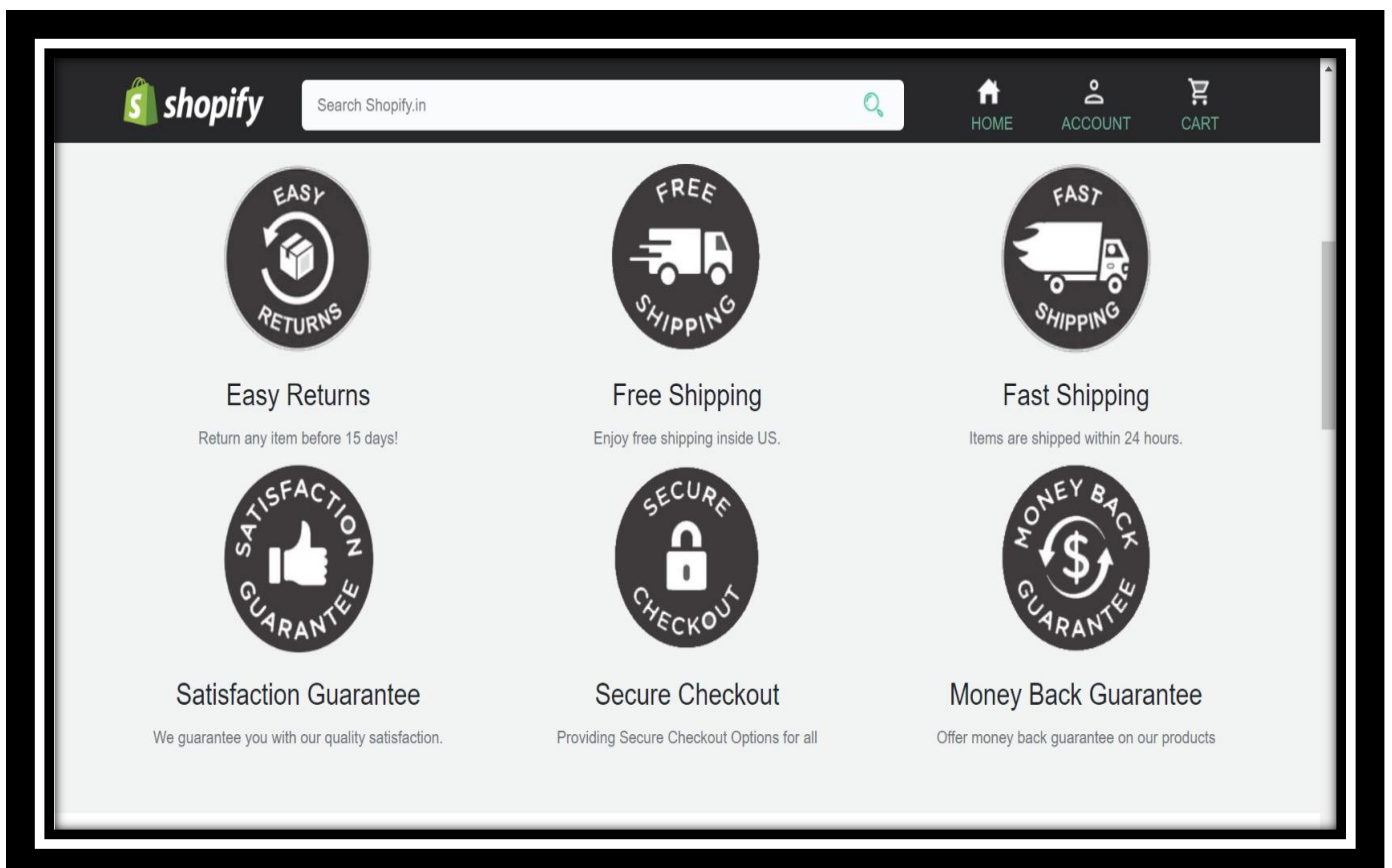 shopify
Search Shopify.in
HOME ACCOUNT CART
EASY RETURNS
FREE SHIPPING
FAST SHIPPING
Easy Returns
Free Shipping
Fast Shipping
Return any item before 15 days!
Enjoy free shipping inside US.
Items are shipped within 24 hours.
SATISFACTION GUARANTEE
SECURE CHECKOUT
MONEY BACK GUARANTEE
Satisfaction Guarantee
Secure Checkout
Money Back Guarantee
We guarantee you with our quality satisfaction.
Providing Secure Checkout Options for all
Offer money back guarantee on our products